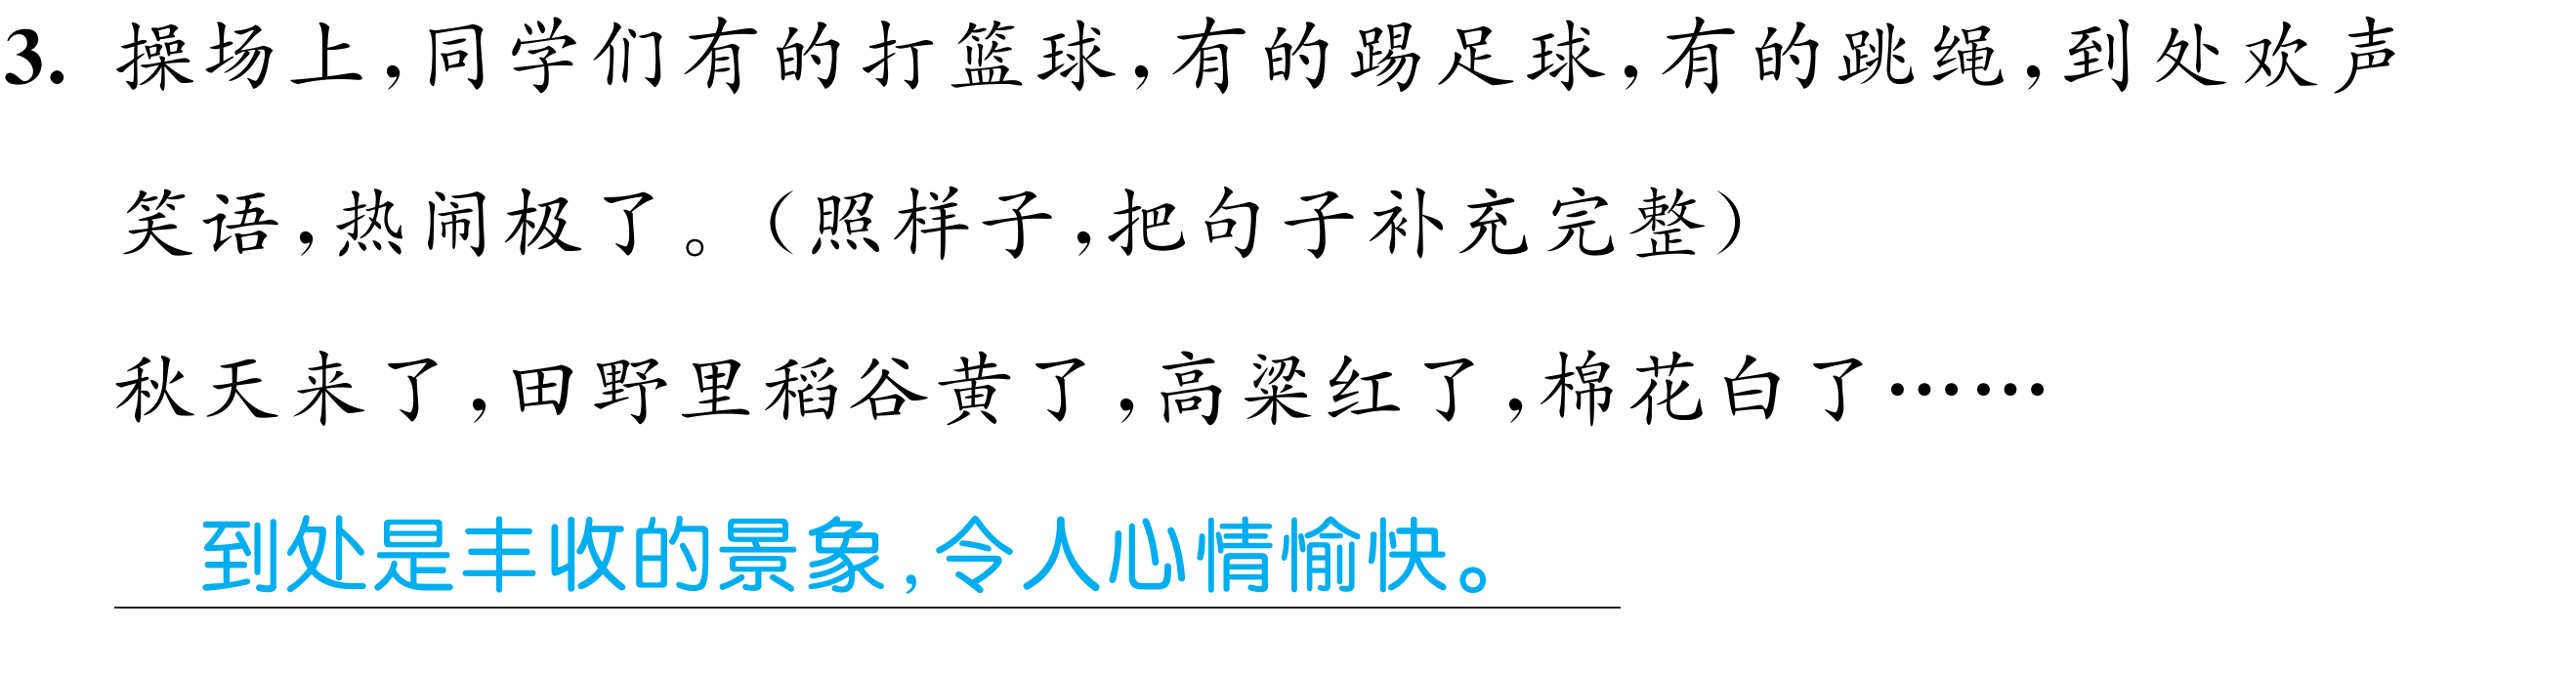 3. 操场上,同学们有的打篮球,有的踢足球,有的跳绳,到处欢声
笑语,热闹极了。(照样子,把句子补充完整)
秋天来了,田野里稻谷黄了,高粱红了,棉花白了……
到处是丰收的景象,令人心情愉快。